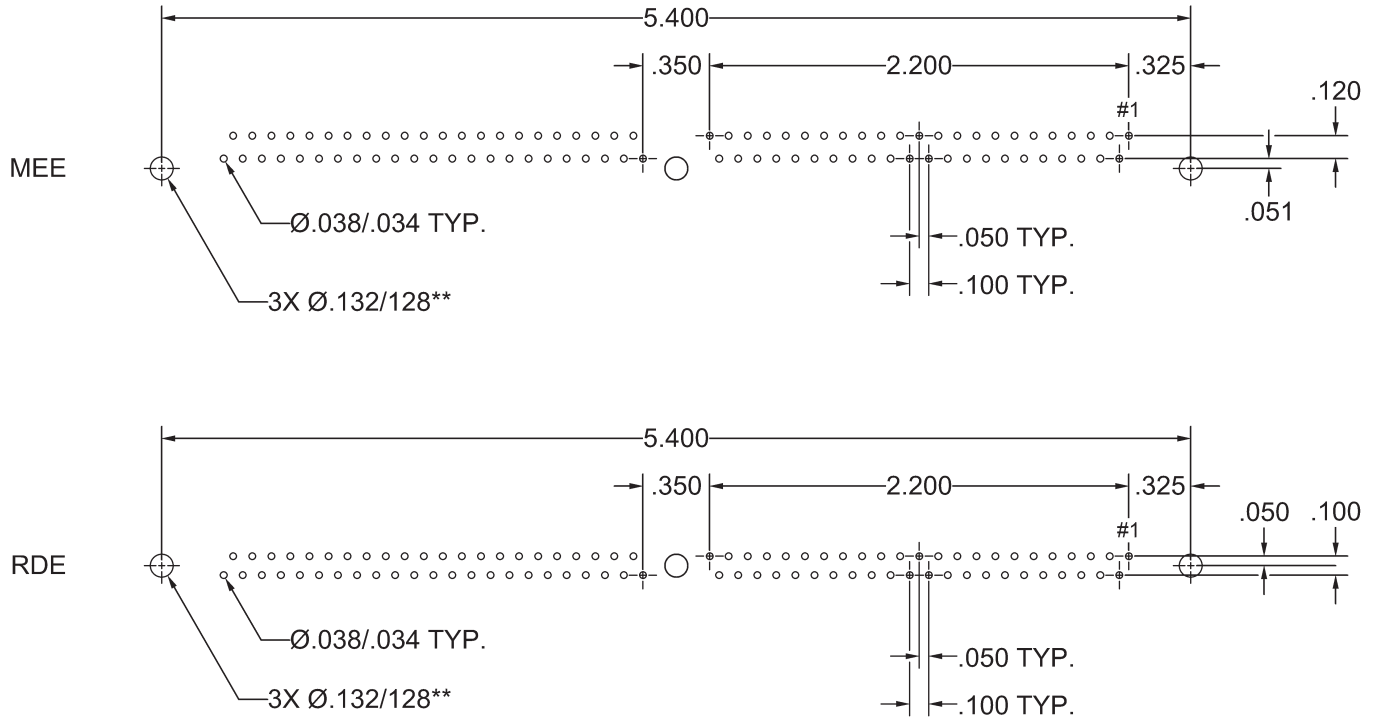 5.400
.350 2.200 .325
.120
#1
MEE
.051
Ø.038/.034 TYP.
.050 TYP.
.100 TYP.
3X Ø.132/128**
5.400
.350 2.200 .325
.050 .100
#1
RDE
Ø.038/.034 TYP.
.050 TYP.
3X Ø.132/128**
.100 TYP.